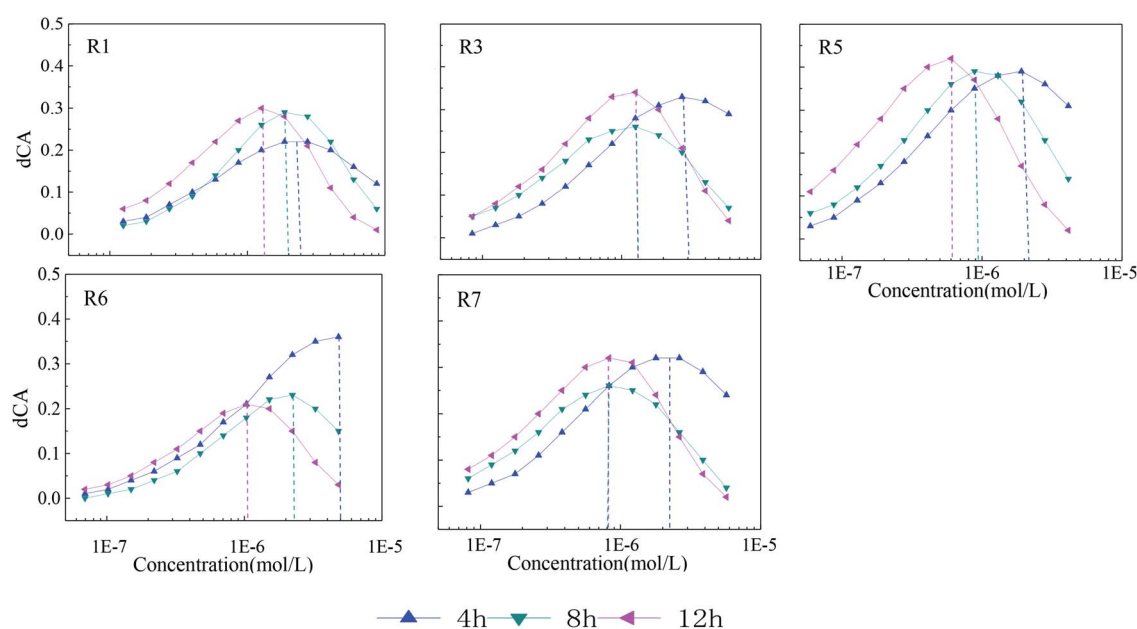 0.5
0.4
0.3
0.2
0.1
0.0
dCA
R1
R3
R5
1E-7 1E-6 1E-5
Concentration(mol/L)
0.5
0.4
0.3
0.2
0.1
0.0
dCA
R6
R7
1E-7 1E-6 1E-5
Concentration(mol/L)
1E-7 1E-6 1E-5
Concentration(mol/L)
4h 8h 12h